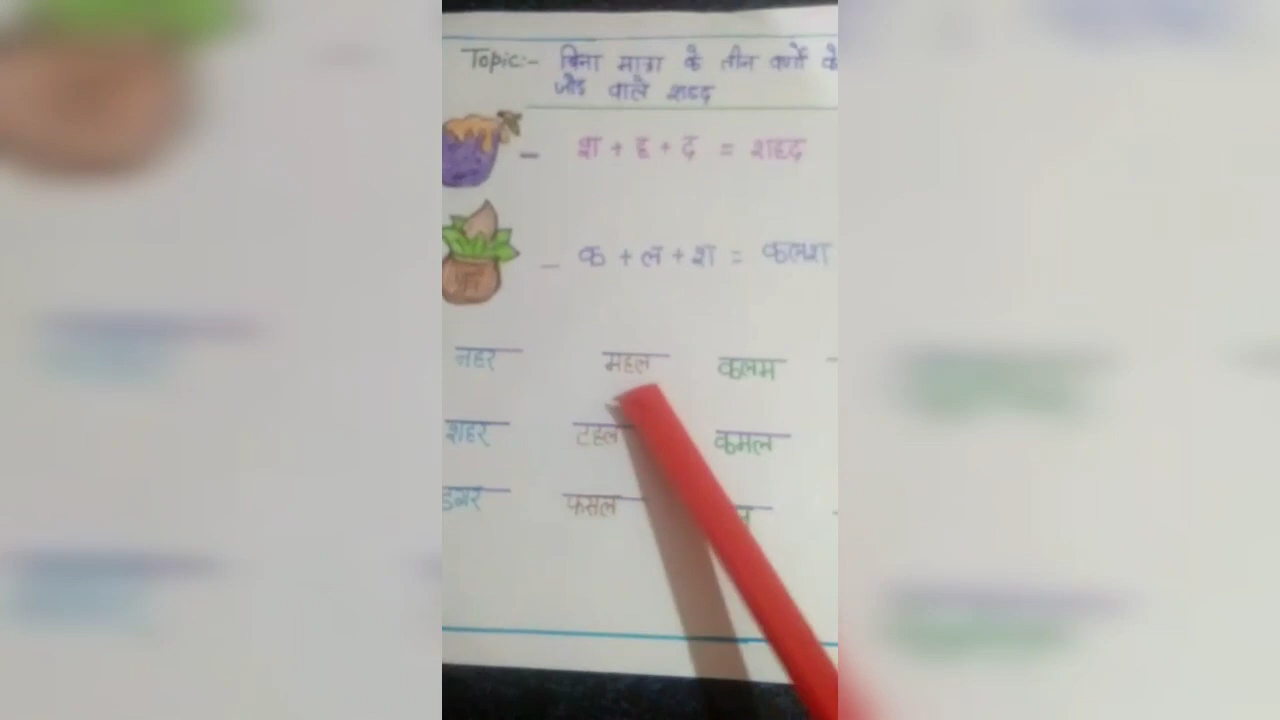 Topic:- बिना मात्रा के तीन वर्णों के
जोड वाले शब्द
- श + ह + द = शहद
- क + ल + श = कलश
नहर महल कलम
शहर टहल कमल
डगर फसल